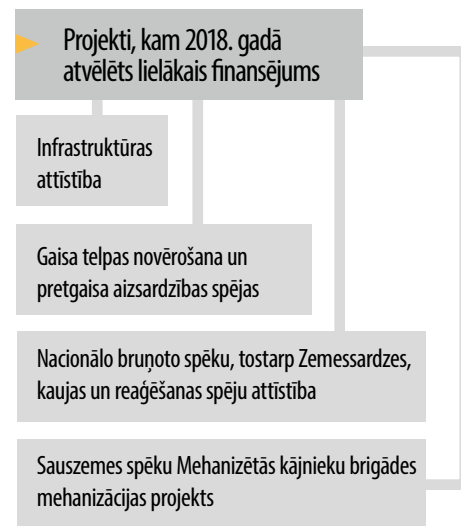 Projekti, kam 2018. gadā
atvēlēts lielākais finansējums
Infrastruktūras
attīstība
Gaisa telpas novērošana un
pretgaisa aizsardzības spējas
Nacionālo bruņoto spēku, tostarp Zemessardzes,
kaujas un reaģēšanas spēju attīstība
Sauszemes spēku Mehanizētās kājnieku brigādes
mehanizācijas projekts